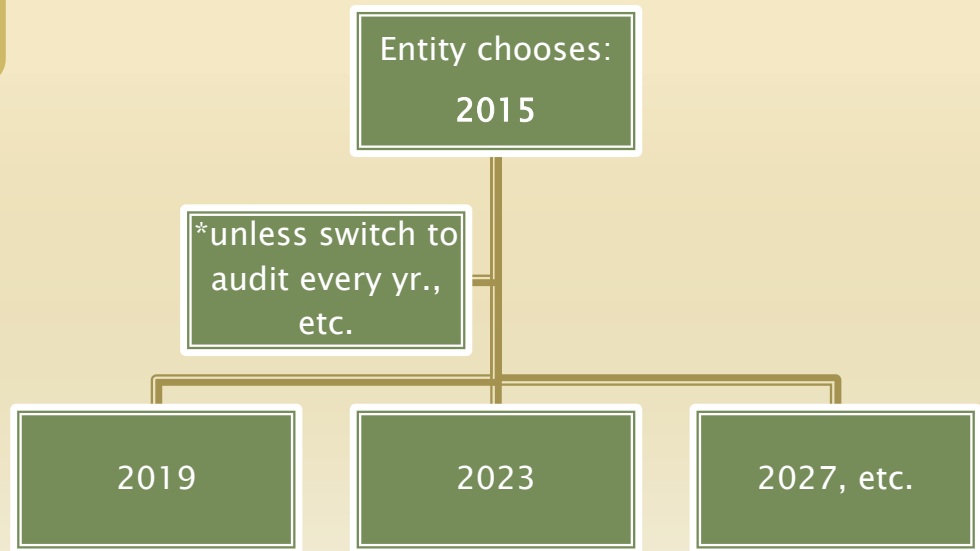 Entity chooses:
2015
*unless switch to
audit every yr.,
etc.
2019
2023
2027, etc.